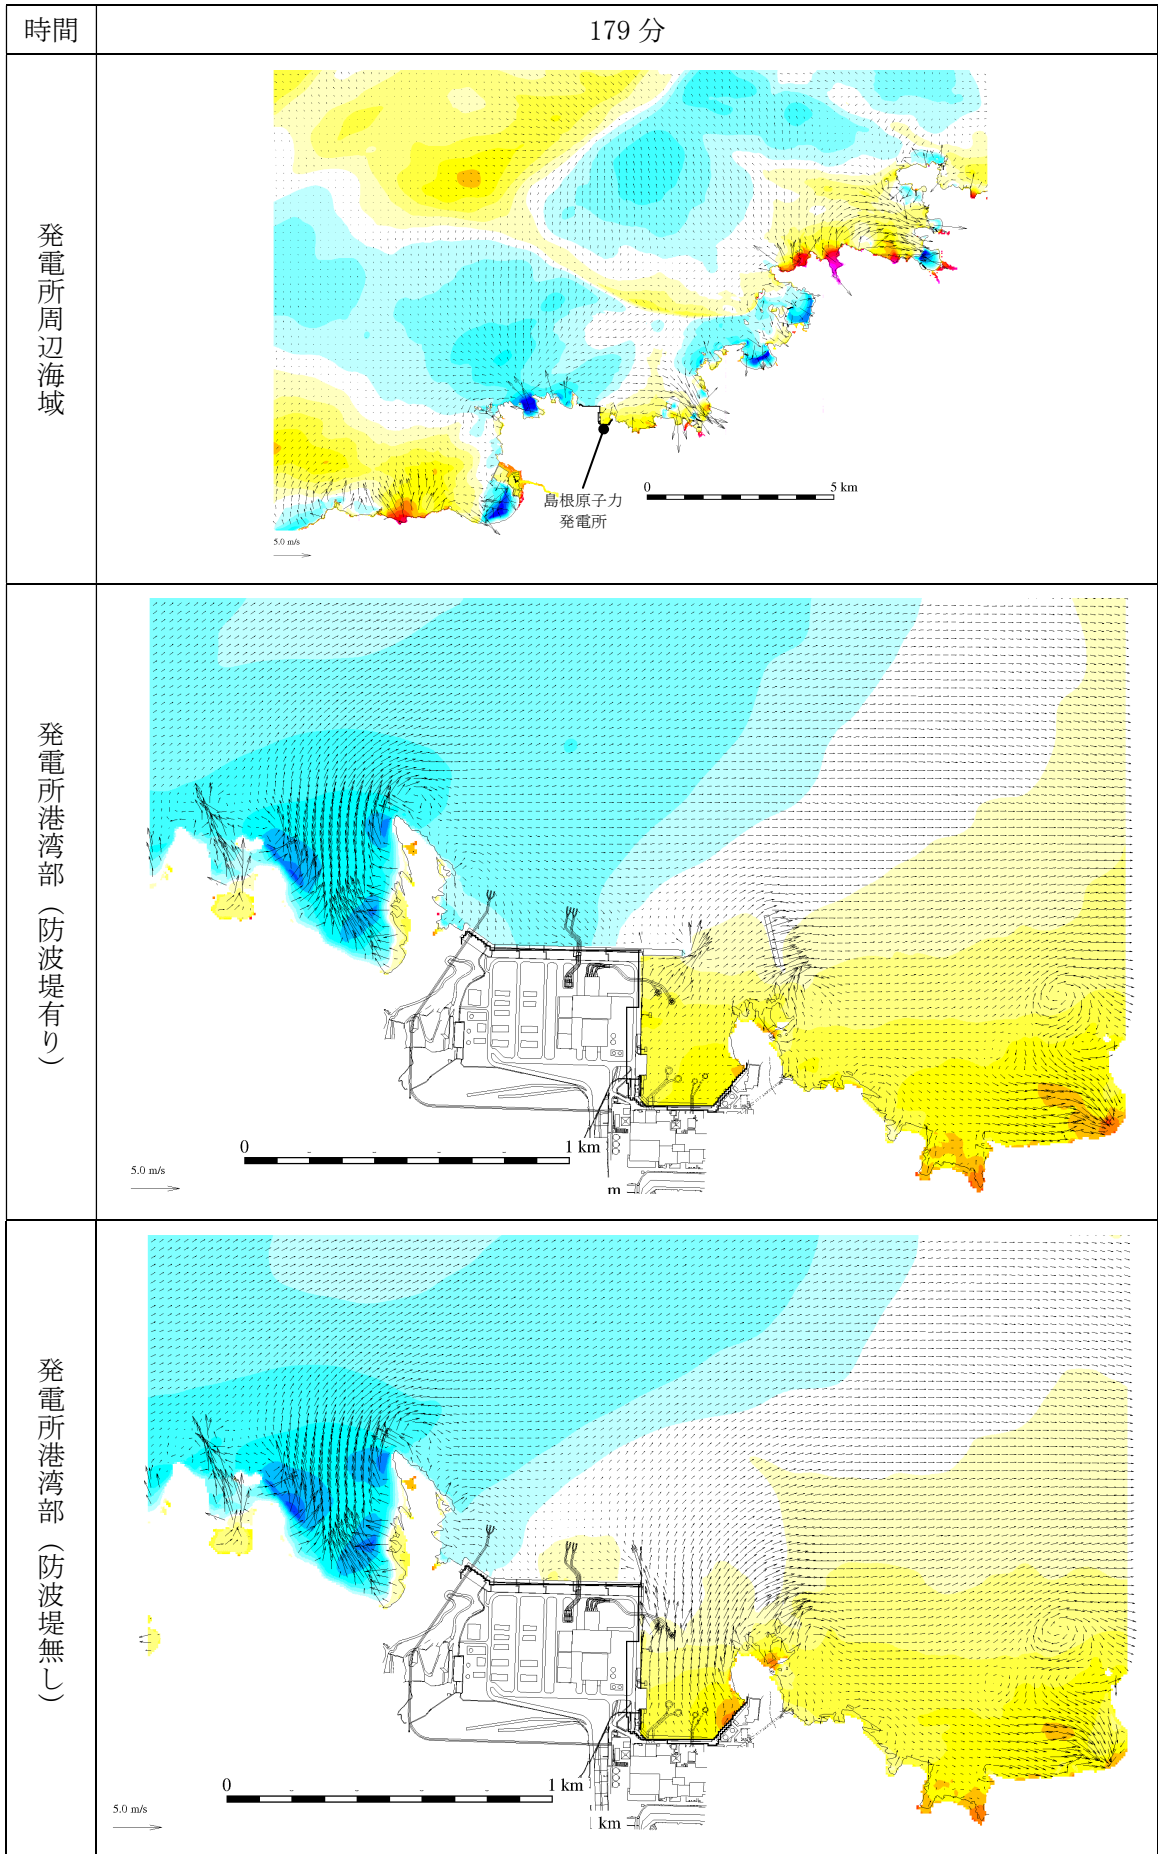 時間
179 分
発電所周辺海域
島根原子力
発電所
0 5 km
5.0 m/s
発電所港湾部（防波堤有り）
0 1 km
5.0 m/s
m
発電所港湾部（防波堤無し）
0 1 km
5.0 m/s
km